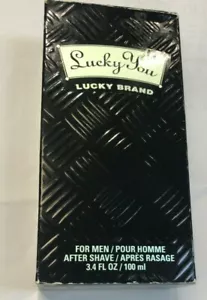 Lucky You
LUCKY BRAND
FOR MEN / POUR HOMME
AFTER SHAVE / APRÈS RASAGE
3.4 FL OZ / 100 ml